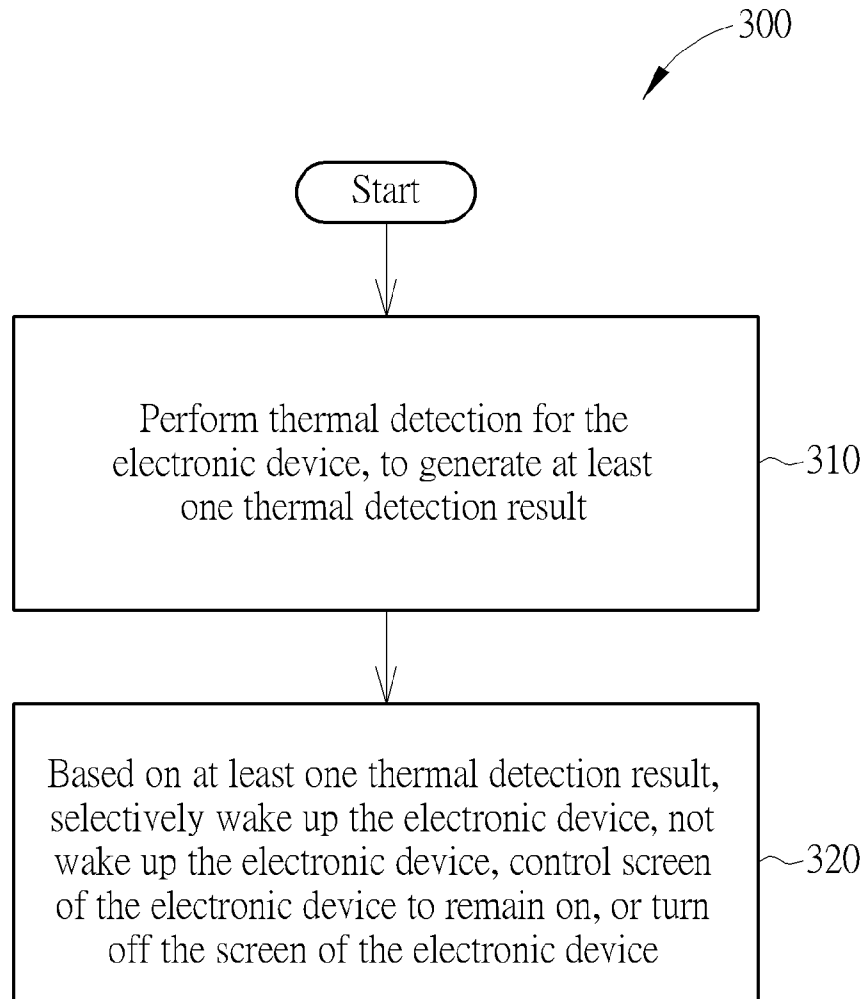 300
Start
Perform thermal detection for the
electronic device, to generate at least
one thermal detection result
310
Based on at least one thermal detection result,
selectively wake up the electronic device, not
wake up the electronic device, control screen
of the electronic device to remain on, or turn
off the screen of the electronic device
320